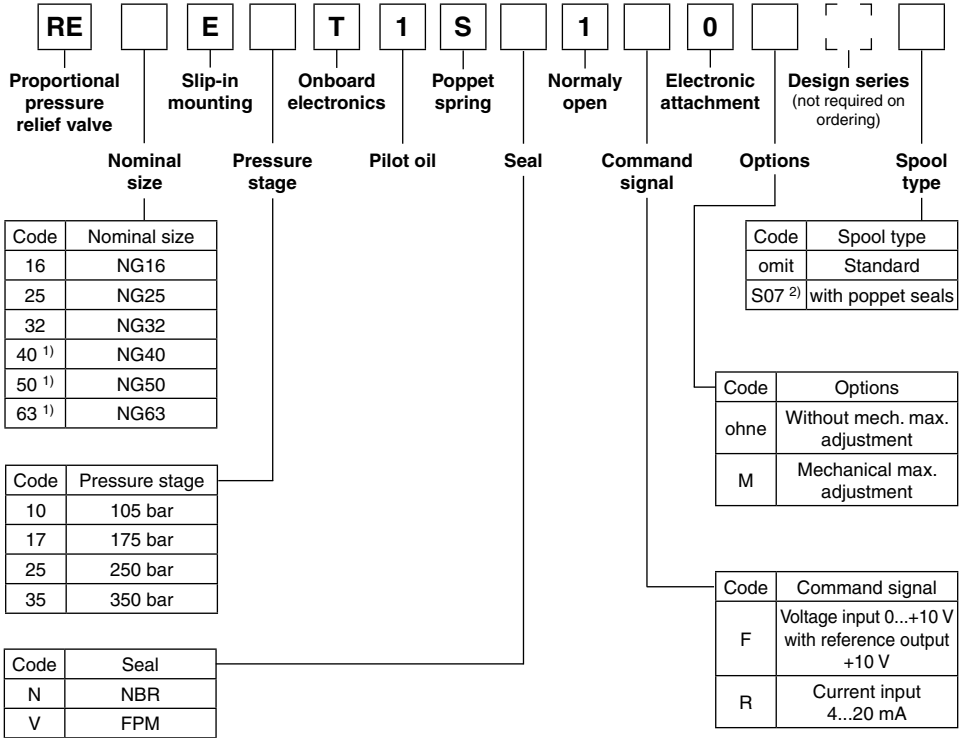 RE E T 1 S 1 0
Proportional
pressure
relief valve
Slip-in
mounting
Onboard
electronics
Poppet
spring
Normaly
open
Electronic
attachment
Design series
(not required on
ordering)
Nominal
size
Pressure
stage
Pilot oil
Seal
Command
signal
Options
Spool
type
Code Nominal size
16 NG16
25 NG25
32 NG32
40 1) NG40
50 1) NG50
63 1) NG63
Code Spool type
omit Standard
S07 2) with poppet seals
Code Options
ohne Without mech. max.
adjustment
M Mechanical max.
adjustment
Code Pressure stage
10 105 bar
17 175 bar
25 250 bar
35 350 bar
Code Command signal
F Voltage input 0...+10 V
with reference output
+10 V
R Current input
4...20 mA
Code Seal
N NBR
V FPM